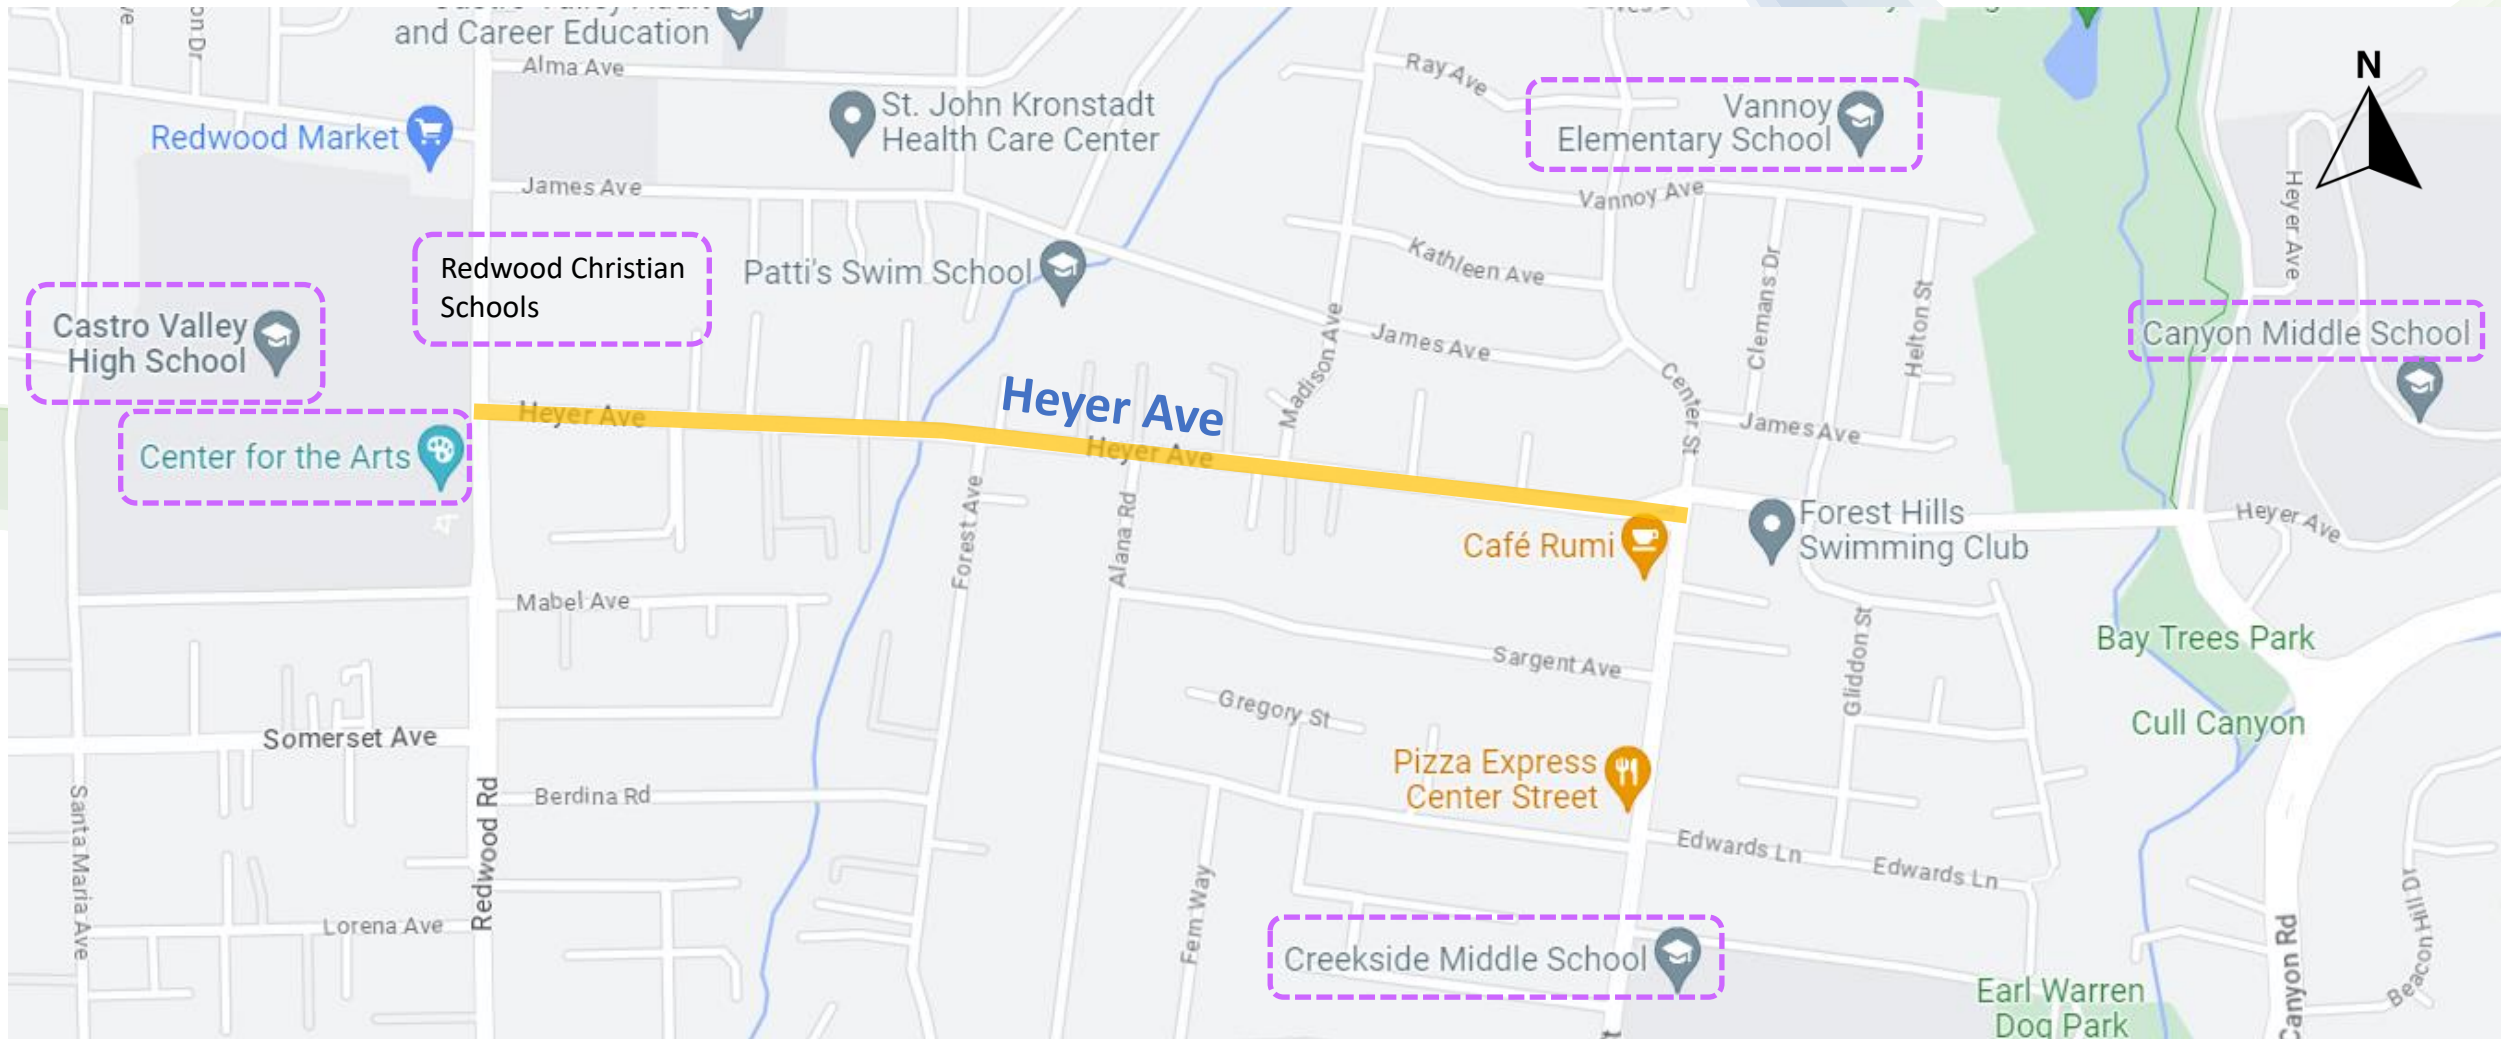 and Career Education
Alma Ave
Ray Ave
N
St. John Kronstadt
Health Care Center
Vannoy
Elementary School
Redwood Market
James Ave
Vannoy Ave
Heyer Ave
Redwood Christian
Schools
Patti's Swim School
Kathleen Ave
Clemans Dr
Helton St
Castro Valley
High School
Madison Ave
James Ave
Canyon Middle School
Center St
Heyer Ave
Heyer Ave
James Ave
Center for the Arts
Heyer Ave
Forest Ave
Alana Rd
Café Rumi
Forest Hills
Swimming Club
Heyer Ave
Mabel Ave
Sargent Ave
Gliddon St
Bay Trees Park
Gregory St
Cull Canyon
Somerset Ave
Pizza Express
Center Street
Santa Maria Ave
Redwood Rd
Berdina Rd
Edwards Ln
Edwards Ln
Fern Way
Lorena Ave
Creekside Middle School
Canyon Rd
Beacon Hill Dr
Earl Warren
Dog Park